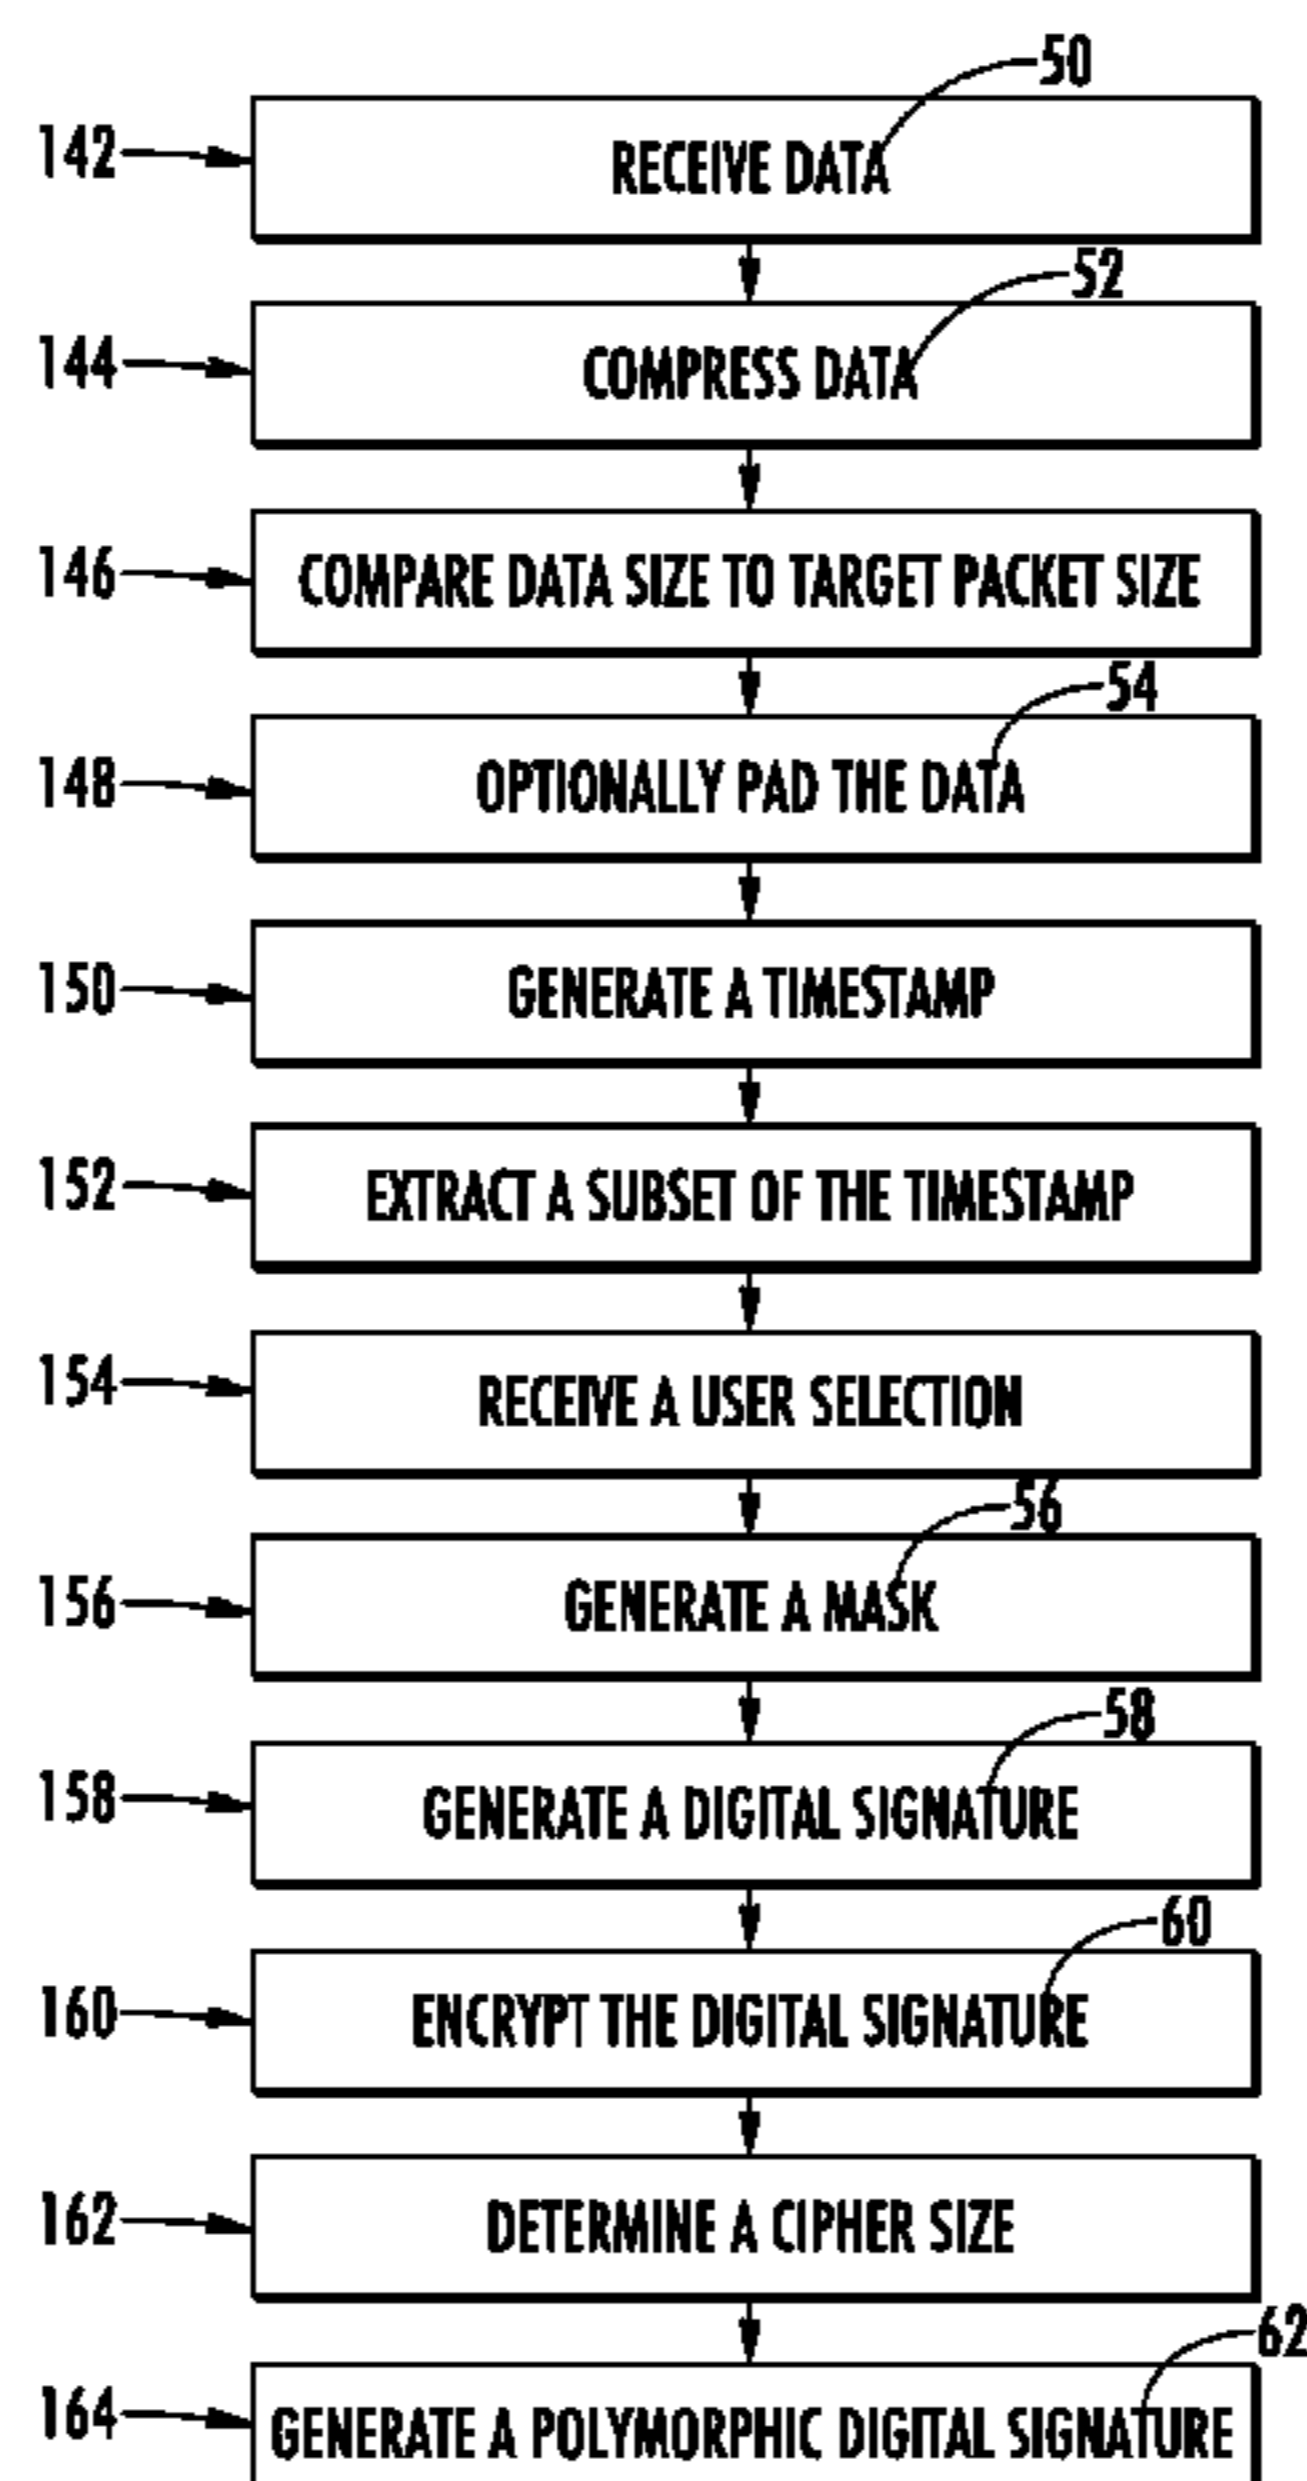 50
142 RECEIVE DATA
52
144 COMPRESS DATA
146 COMPARE DATA SIZE TO TARGET PACKET SIZE
54
148 OPTIONALLY PAD THE DATA
150 GENERATE A TIMESTAMP
152 EXTRACT A SUBSET OF THE TIMESTAMP
154 RECEIVE A USER SELECTION
56
156 GENERATE A MASK
58
158 GENERATE A DIGITAL SIGNATURE
60
160 ENCRYPT THE DIGITAL SIGNATURE
162 DETERMINE A CIPHER SIZE
62
164 GENERATE A POLYMORPHIC DIGITAL SIGNATURE